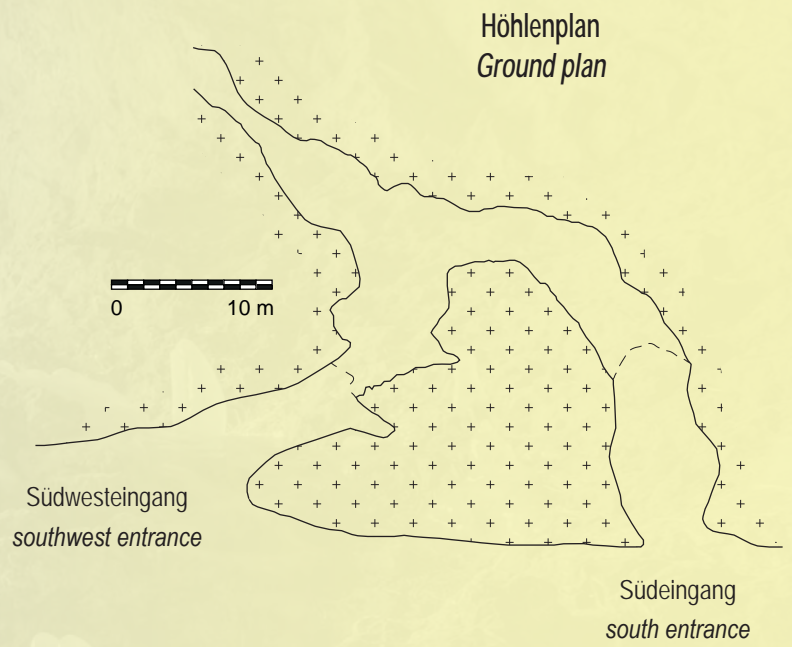 Höhlenplan
Ground plan
0 10 m
Südwesteingang
southwest entrance
Südeingang
south entrance